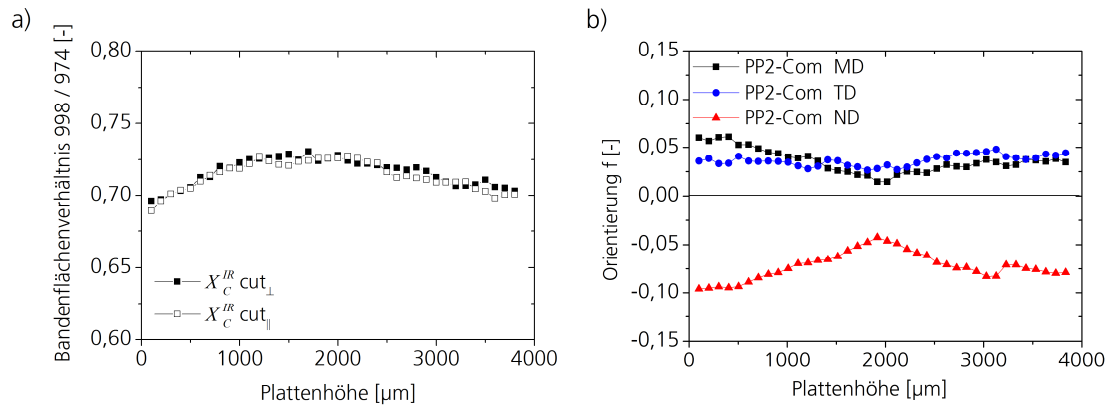 a)
Bandenflächenverhältnis 998 / 974 [-]
0,80
0,75
0,70
0,65
0,60
X_C^IR cut_⊥
X_C^IR cut_∥
0
1000
2000
3000
4000
Plattenhöhe [µm]
b)
Orientierung f [-]
0,15
0,10
0,05
0,00
-0,05
-0,10
-0,15
PP2-Com MD
PP2-Com TD
PP2-Com ND
0
1000
2000
3000
4000
Plattenhöhe [µm]